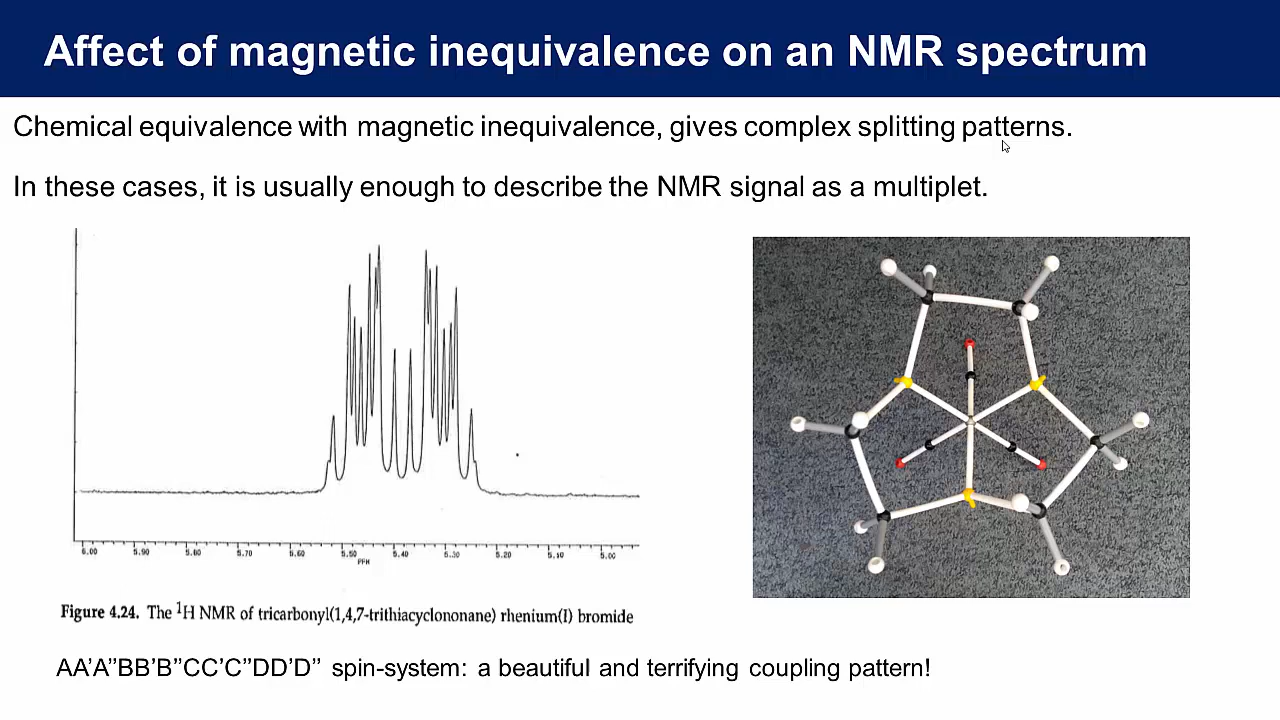 Affect of magnetic inequivalence on an NMR spectrum
Chemical equivalence with magnetic inequivalence, gives complex splitting patterns.
In these cases, it is usually enough to describe the NMR signal as a multiplet.
6.00 5.90 5.80 5.70 5.60 5.50 5.40 5.30 5.20 5.10 5.00
PPM
Figure 4.24. The ¹H NMR of tricarbonyl(1,4,7-trithiacyclononane) rhenium(I) bromide
AA’A”BB’B”CC’C”DD’D” spin-system: a beautiful and terrifying coupling pattern!